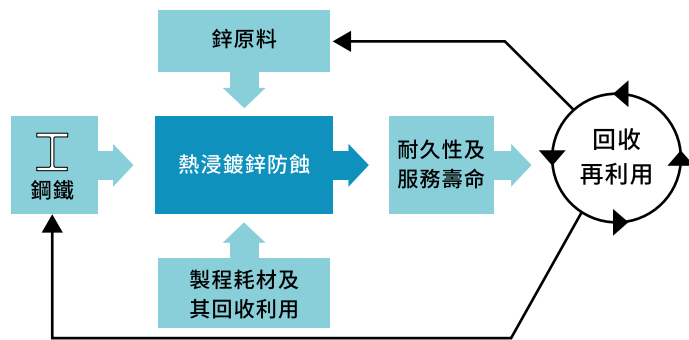 鋅原料
鋼鐵
熱浸鍍鋅防蝕
耐久性及
服務壽命
回收
再利用
製程耗材及
其回收利用